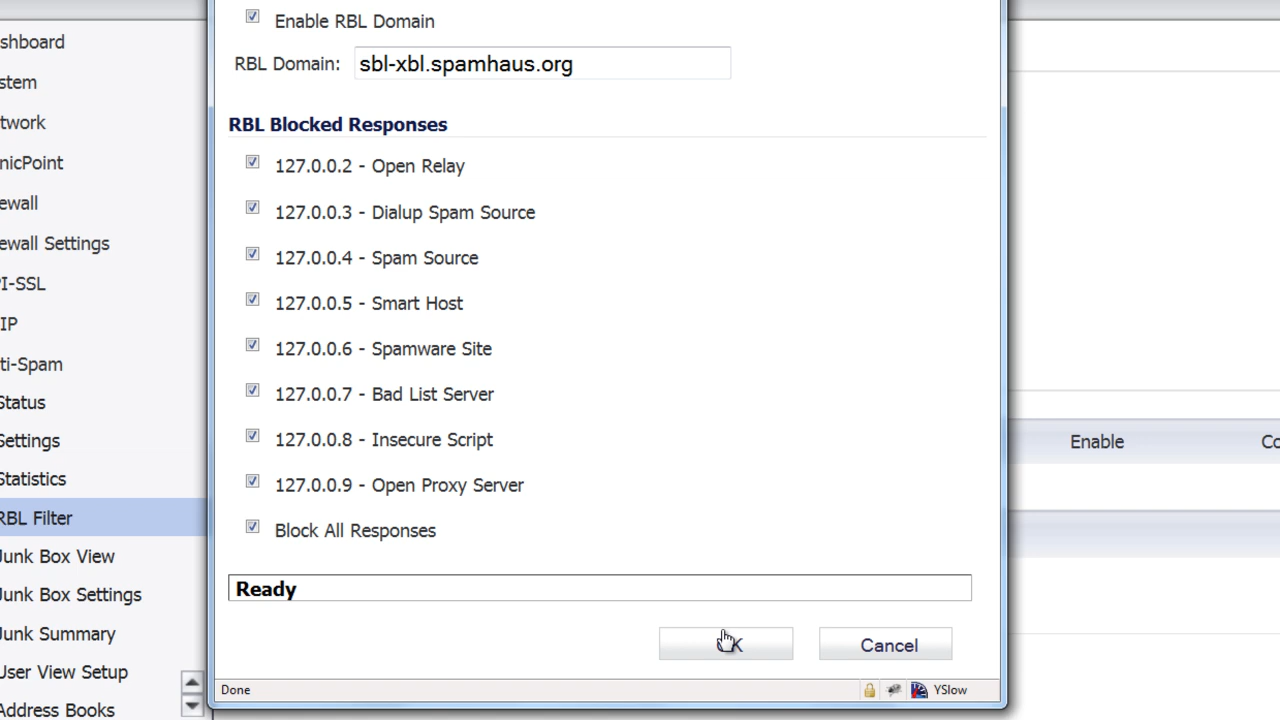 Enable RBL Domain
RBL Domain: sbl-xbl.spamhaus.org
RBL Blocked Responses
127.0.0.2 - Open Relay
127.0.0.3 - Dialup Spam Source
127.0.0.4 - Spam Source
127.0.0.5 - Smart Host
127.0.0.6 - Spamware Site
127.0.0.7 - Bad List Server
127.0.0.8 - Insecure Script
127.0.0.9 - Open Proxy Server
Block All Responses
Ready
OK
Cancel
Done
YSlow
shboard
stem
twork
nicPoint
ewall
ewall Settings
I-SSL
IP
ti-Spam
Status
Settings
Statistics
RBL Filter
Junk Box View
Junk Box Settings
Junk Summary
User View Setup
Address Books
Enable
Co